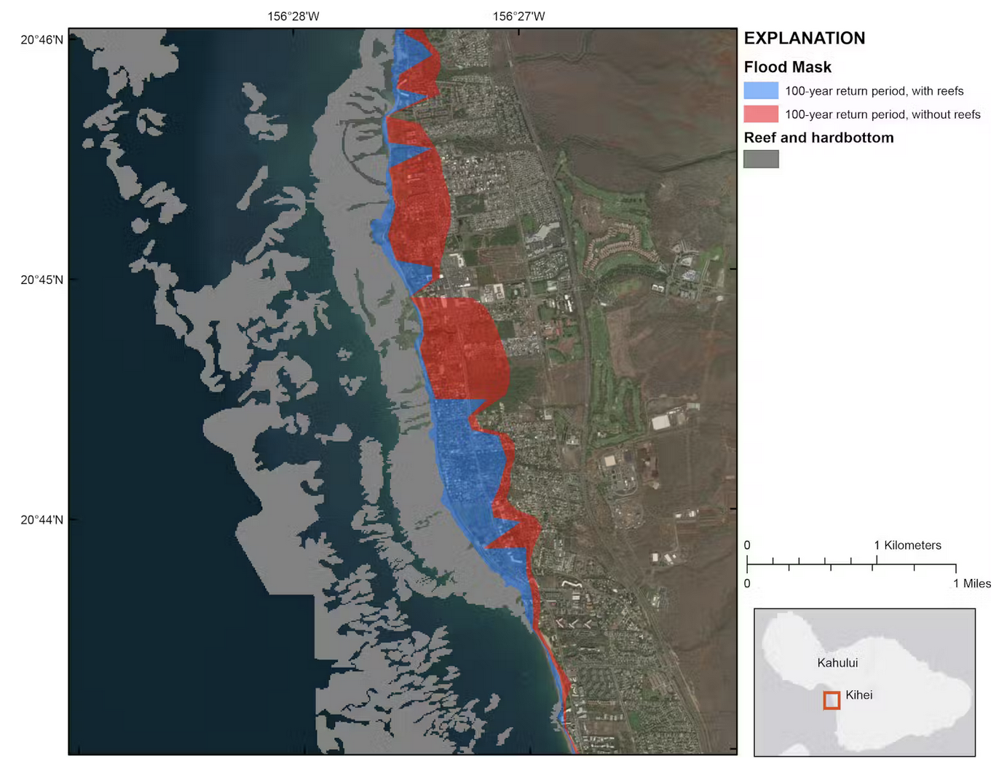 156°28'W 156°27'W
20°46'N
20°45'N
20°44'N
EXPLANATION
Flood Mask
100-year return period, with reefs
100-year return period, without reefs
Reef and hardbottom
0 1 Kilometers
0 1 Miles
Kahului
Kihei